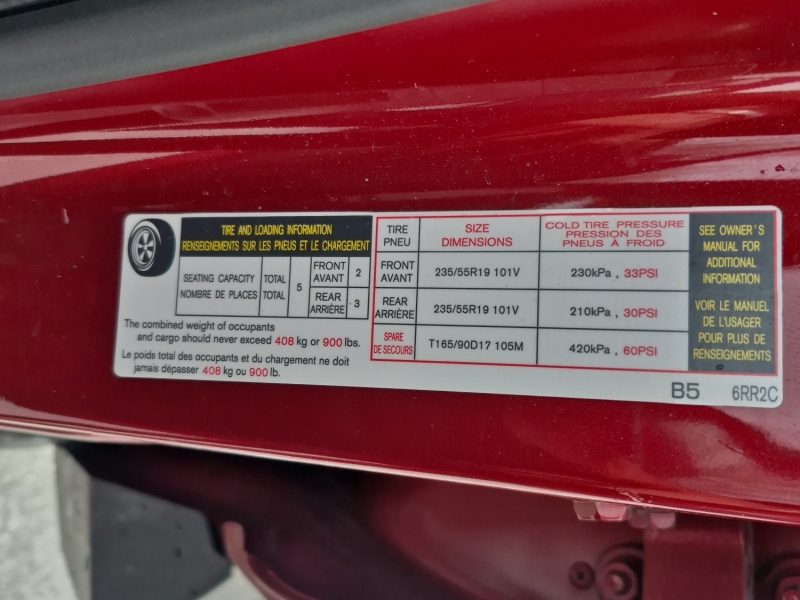 TIRE AND LOADING INFORMATION
RENSEIGNEMENTS SUR LES PNEUS ET LE CHARGEMENT
SEATING CAPACITY
NOMBRE DE PLACES
TOTAL
TOTAL
5
FRONT
AVANT
2
REAR
ARRIÈRE
3
The combined weight of occupants
and cargo should never exceed 408 kg or 900 lbs.
Le poids total des occupants et du chargement ne doit
jamais dépasser 408 kg ou 900 lb.
TIRE
PNEU
SIZE
DIMENSIONS
COLD TIRE PRESSURE
PRESSION DES
PNEUS À FROID
FRONT
AVANT
235/55R19 101V
230kPa , 33PSI
REAR
ARRIÈRE
235/55R19 101V
210kPa , 30PSI
SPARE
DE SECOURS
T165/90D17 105M
420kPa , 60PSI
SEE OWNER'S
MANUAL FOR
ADDITIONAL
INFORMATION
VOIR LE MANUEL
DE L'USAGER
POUR PLUS DE
RENSEIGNEMENTS
B5 6RR2C